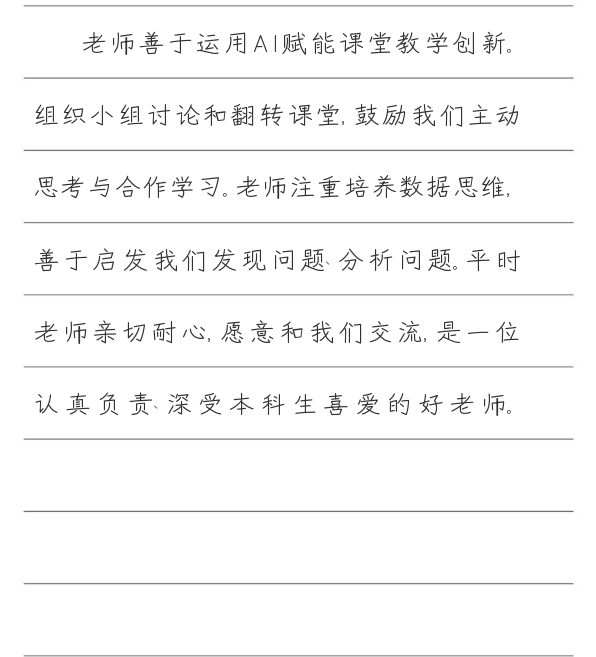 老师善于运用AI赋能课堂教学创新。
组织小组讨论和翻转课堂,鼓励我们主动
思考与合作学习。老师注重培养数据思维,
善于启发我们发现问题、分析问题。平时
老师亲切耐心,愿意和我们交流,是一位
认真负责、深受本科生喜爱的好老师。